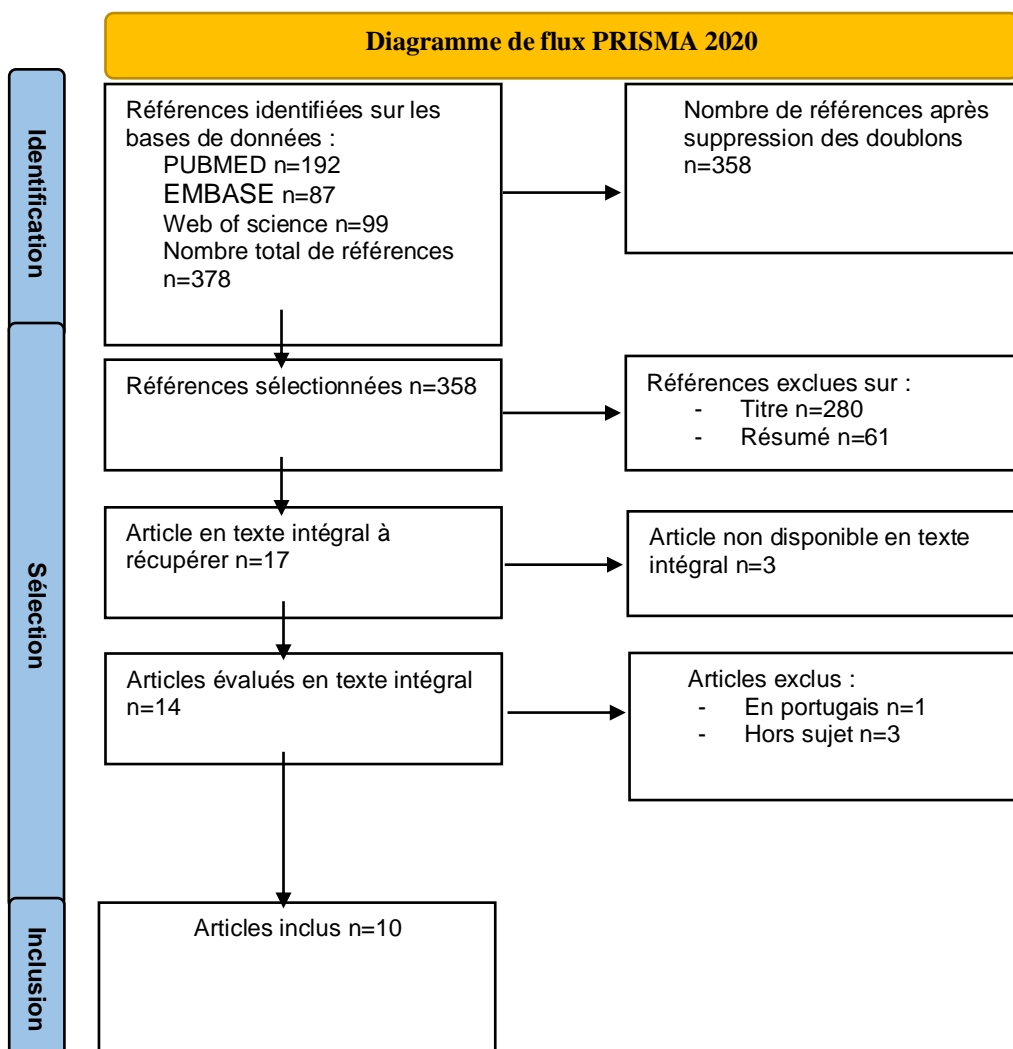 Diagramme de flux PRISMA 2020
Identification
Références identifiées sur les
bases de données :
PUBMED n=192
EMBASE n=87
Web of science n=99
Nombre total de références
n=378
Nombre de références après
suppression des doublons
n=358
Sélection
Références sélectionnées n=358
Références exclues sur :
- Titre n=280
- Résumé n=61
Article en texte intégral à
récupérer n=17
Article non disponible en texte
intégral n=3
Articles évalués en texte intégral
n=14
Articles exclus :
- En portugais n=1
- Hors sujet n=3
Inclusion
Articles inclus n=10